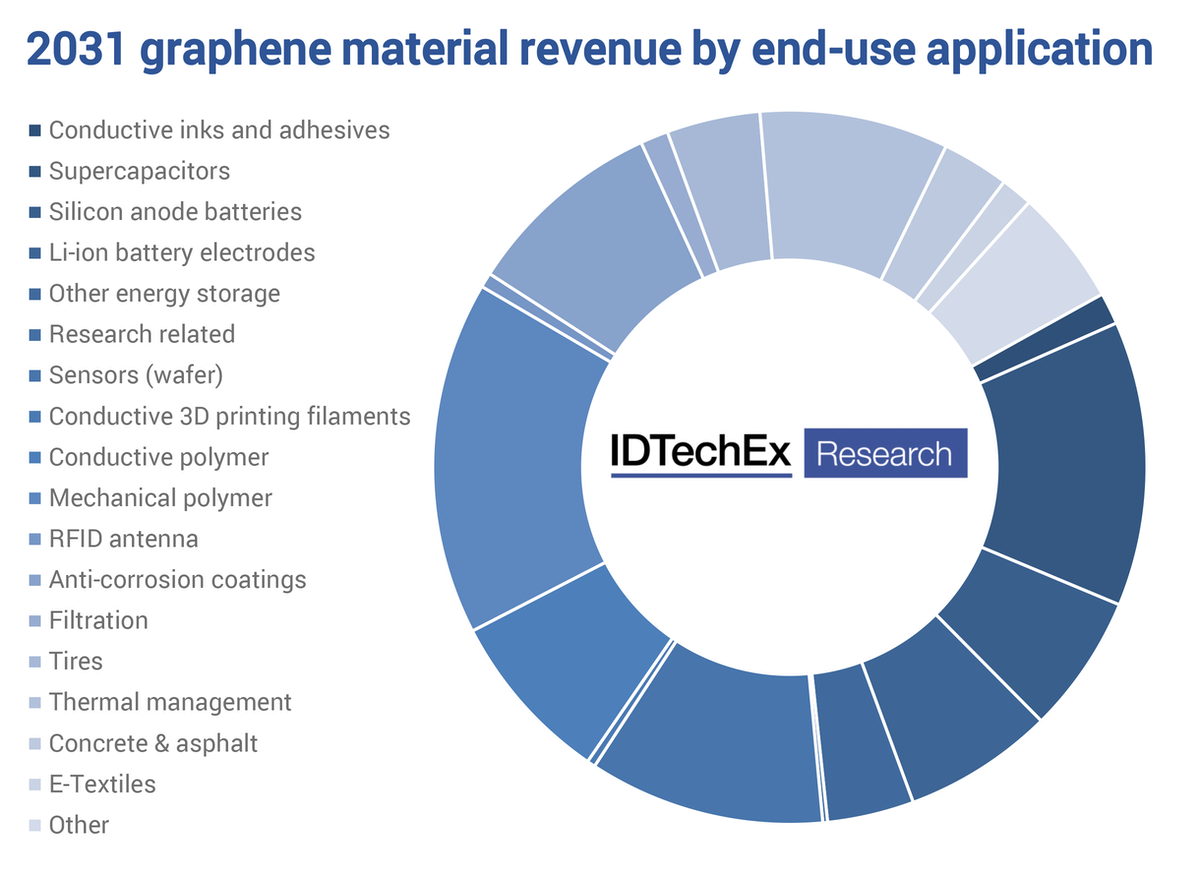 2031 graphene material revenue by end-use application
Conductive inks and adhesives
Supercapacitors
Silicon anode batteries
Li-ion battery electrodes
Other energy storage
Research related
Sensors (wafer)
Conductive 3D printing filaments
Conductive polymer
Mechanical polymer
RFID antenna
Anti-corrosion coatings
Filtration
Tires
Thermal management
Concrete & asphalt
E-Textiles
Other
IDTechEx Research